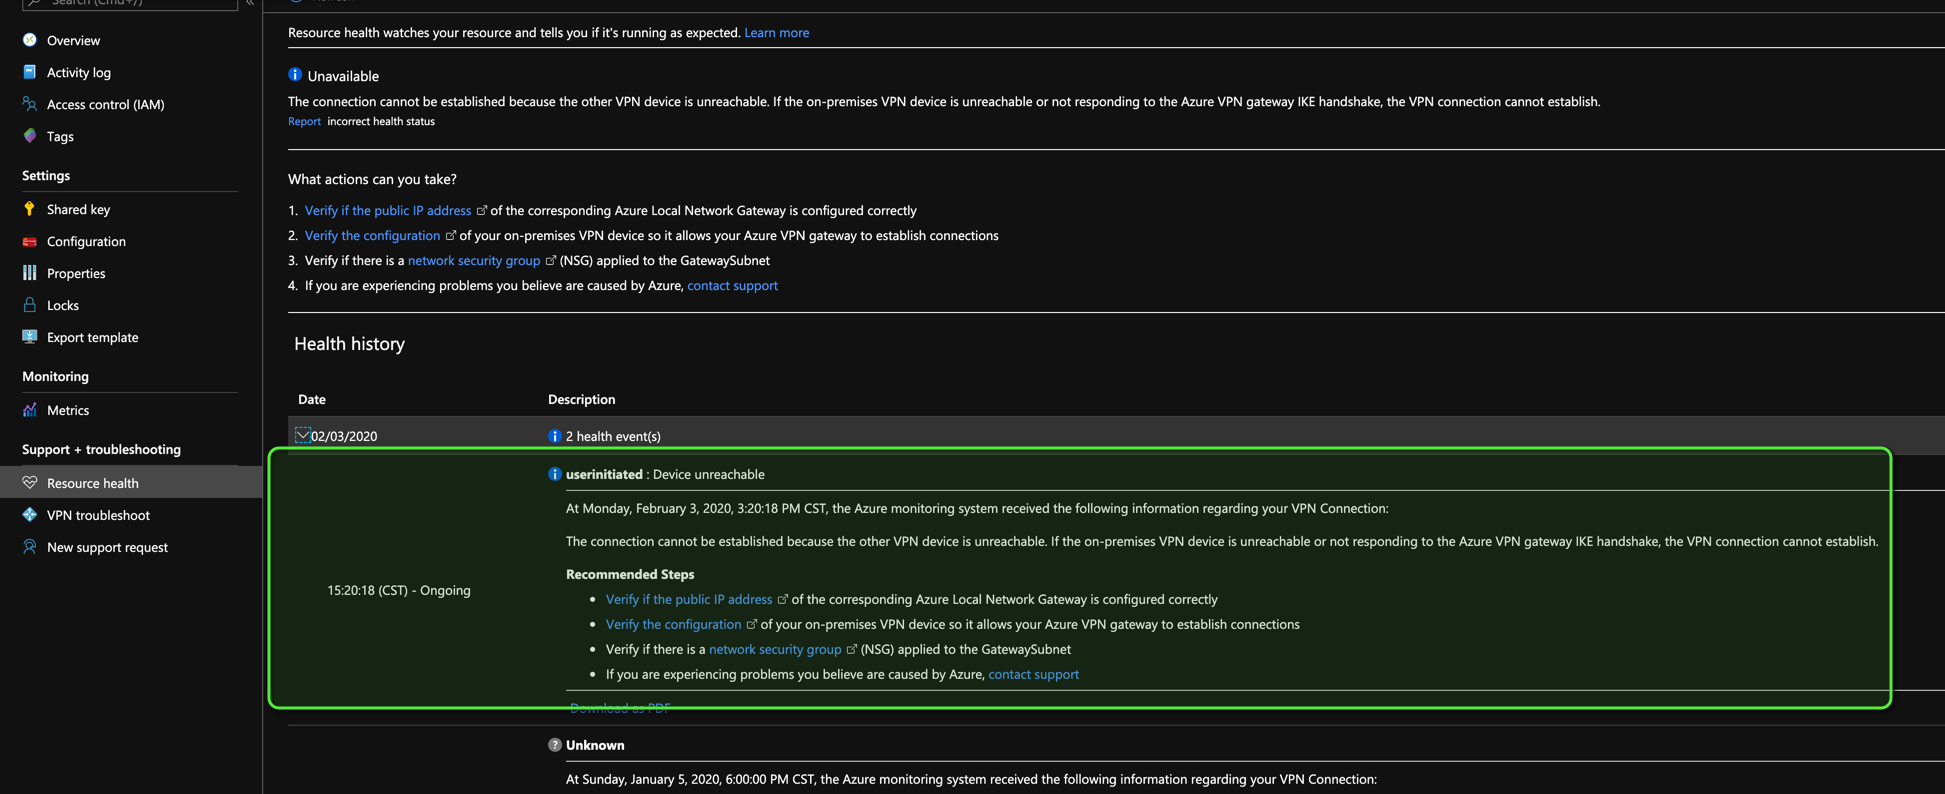 Search (Cmd+/)
Overview
Activity log
Access control (IAM)
Tags
Settings
Shared key
Configuration
Properties
Locks
Export template
Monitoring
Metrics
Support + troubleshooting
Resource health
VPN troubleshoot
New support request
Resource health watches your resource and tells you if it's running as expected. Learn more
Unavailable
The connection cannot be established because the other VPN device is unreachable. If the on-premises VPN device is unreachable or not responding to the Azure VPN gateway IKE handshake, the VPN connection cannot establish.
Report incorrect health status
What actions can you take?
1. Verify if the public IP address of the corresponding Azure Local Network Gateway is configured correctly
2. Verify the configuration of your on-premises VPN device so it allows your Azure VPN gateway to establish connections
3. Verify if there is a network security group (NSG) applied to the GatewaySubnet
4. If you are experiencing problems you believe are caused by Azure, contact support
Health history
Date Description
02/03/2020 2 health event(s)
userinitiated : Device unreachable
At Monday, February 3, 2020, 3:20:18 PM CST, the Azure monitoring system received the following information regarding your VPN Connection:
The connection cannot be established because the other VPN device is unreachable. If the on-premises VPN device is unreachable or not responding to the Azure VPN gateway IKE handshake, the VPN connection cannot establish.
Recommended Steps
15:20:18 (CST) - Ongoing
• Verify if the public IP address of the corresponding Azure Local Network Gateway is configured correctly
• Verify the configuration of your on-premises VPN device so it allows your Azure VPN gateway to establish connections
• Verify if there is a network security group (NSG) applied to the GatewaySubnet
• If you are experiencing problems you believe are caused by Azure, contact support
Download as PDF
Unknown
At Sunday, January 5, 2020, 6:00:00 PM CST, the Azure monitoring system received the following information regarding your VPN Connection: